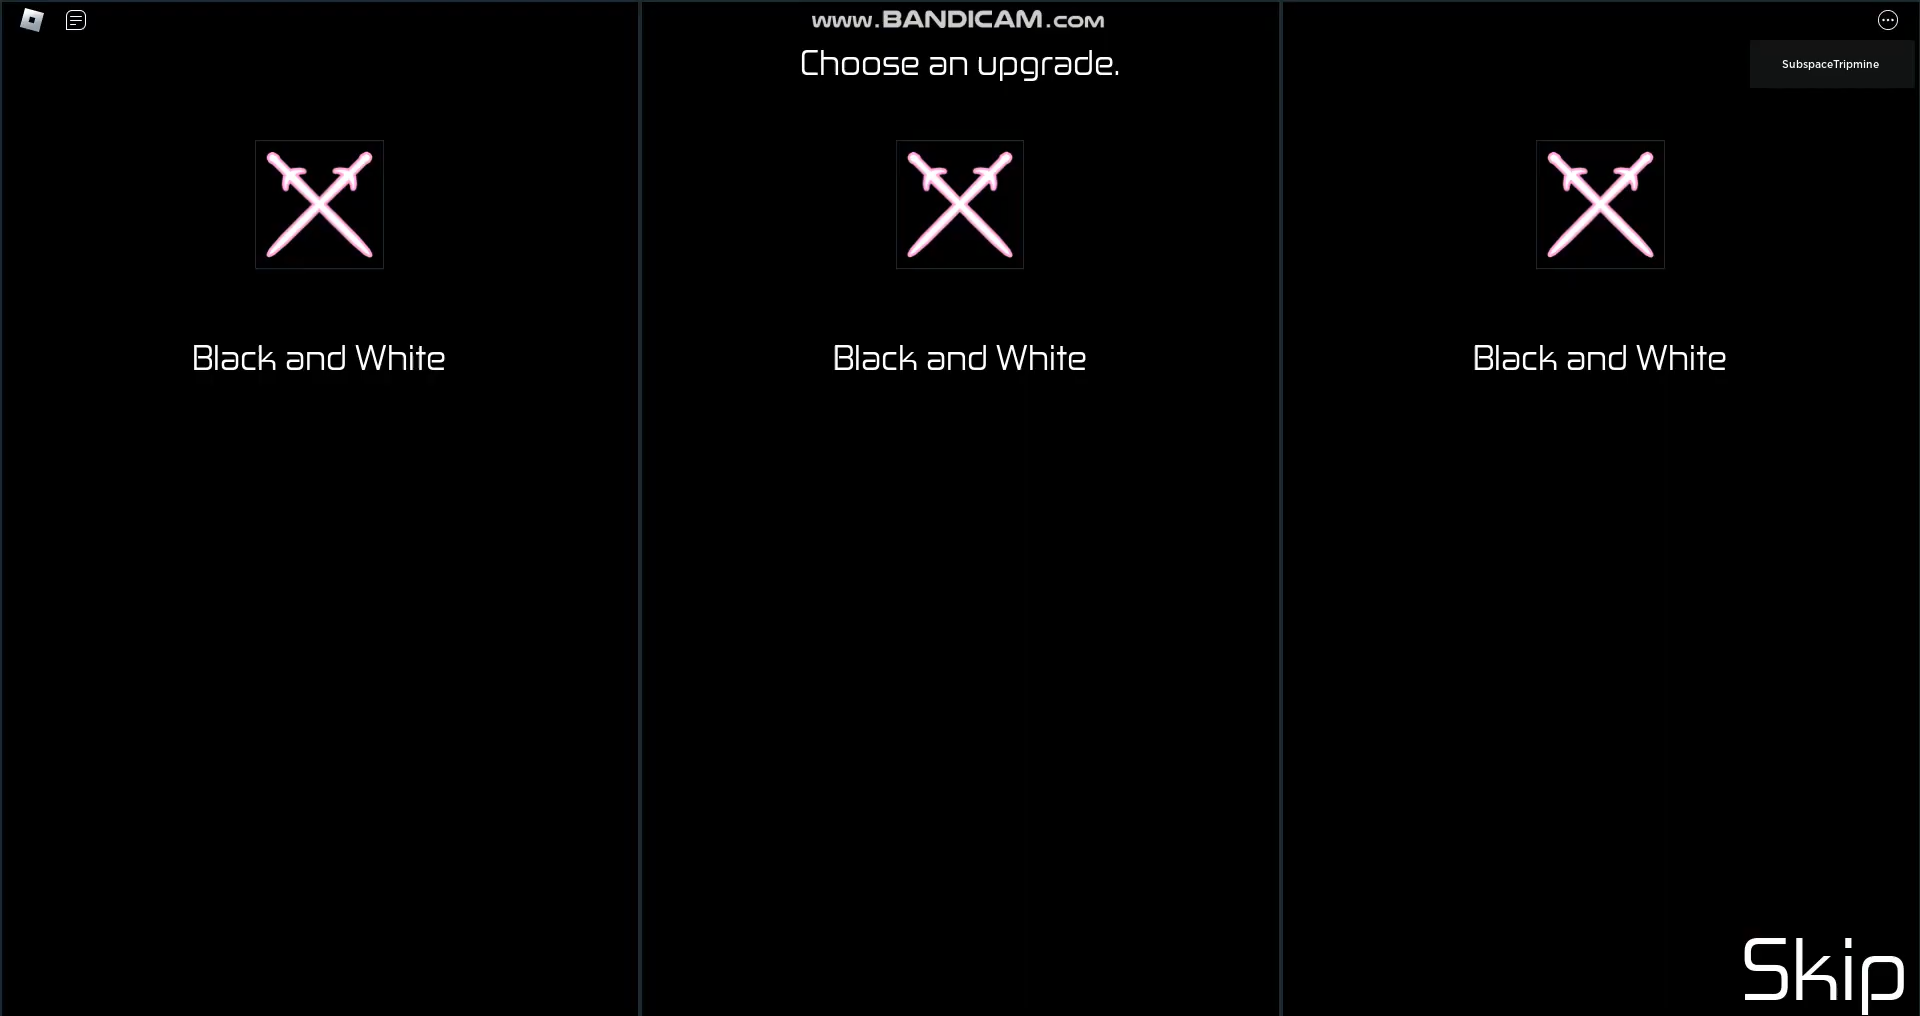 www.BANDICAM.com
Choose an upgrade.
SubspaceTripmine
Black and White
Black and White
Black and White
Skip